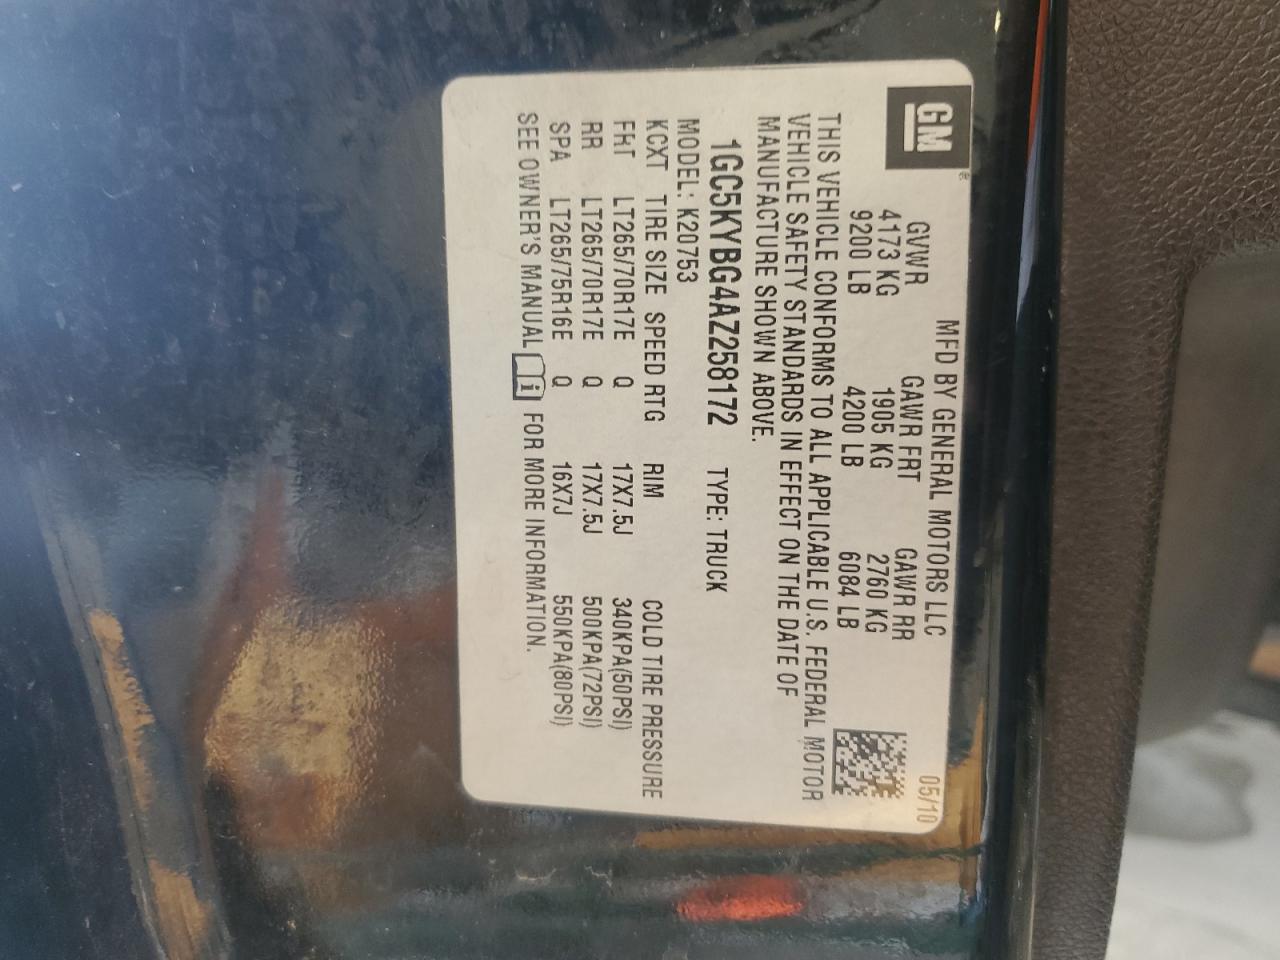 GM
MFD BY GENERAL MOTORS LLC 05/10
GVWR GAWR FRT GAWR RR
4173 KG 1905 KG 2760 KG
9200 LB 4200 LB 6084 LB
THIS VEHICLE CONFORMS TO ALL APPLICABLE U.S. FEDERAL MOTOR
VEHICLE SAFETY STANDARDS IN EFFECT ON THE DATE OF
MANUFACTURE SHOWN ABOVE.
1GC5KYBG4AZ258172 TYPE: TRUCK
MODEL: K20753
KCXT TIRE SIZE SPEED RTG RIM COLD TIRE PRESSURE
FRT LT265/70R17E Q 17X7.5J 340KPA(50PSI)
RR LT265/70R17E Q 17X7.5J 500KPA(72PSI)
SPA LT265/75R16E Q 16X7J 550KPA(80PSI)
SEE OWNER'S MANUAL i FOR MORE INFORMATION.